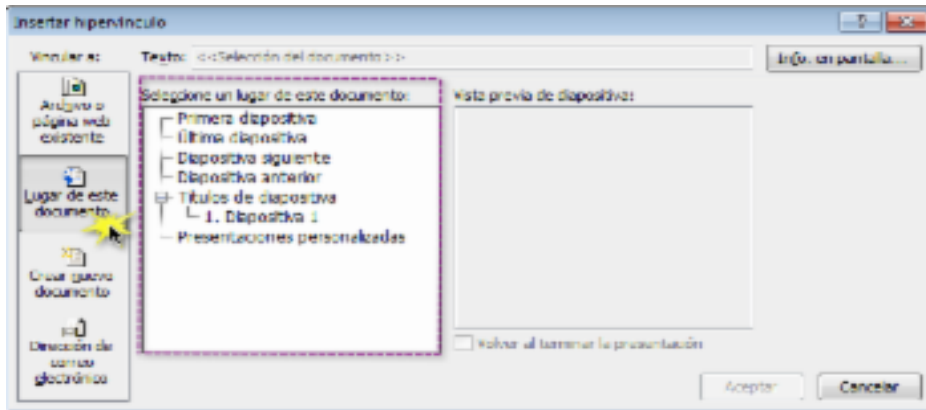 Insertar hipervínculo
Vincular a:
Texto: <<Selección del documento>>
Info. en pantalla...
Archivo o
página web
existente
Lugar de este
documento
Crear nuevo
documento
Dirección de
correo
electrónico
Seleccione un lugar de este documento:
Primera diapositiva
Última diapositiva
Diapositiva siguiente
Diapositiva anterior
Títulos de diapositiva
1. Diapositiva 1
Presentaciones personalizadas
Vista previa de diapositiva:
Volver al terminar la presentación
Aceptar
Cancelar